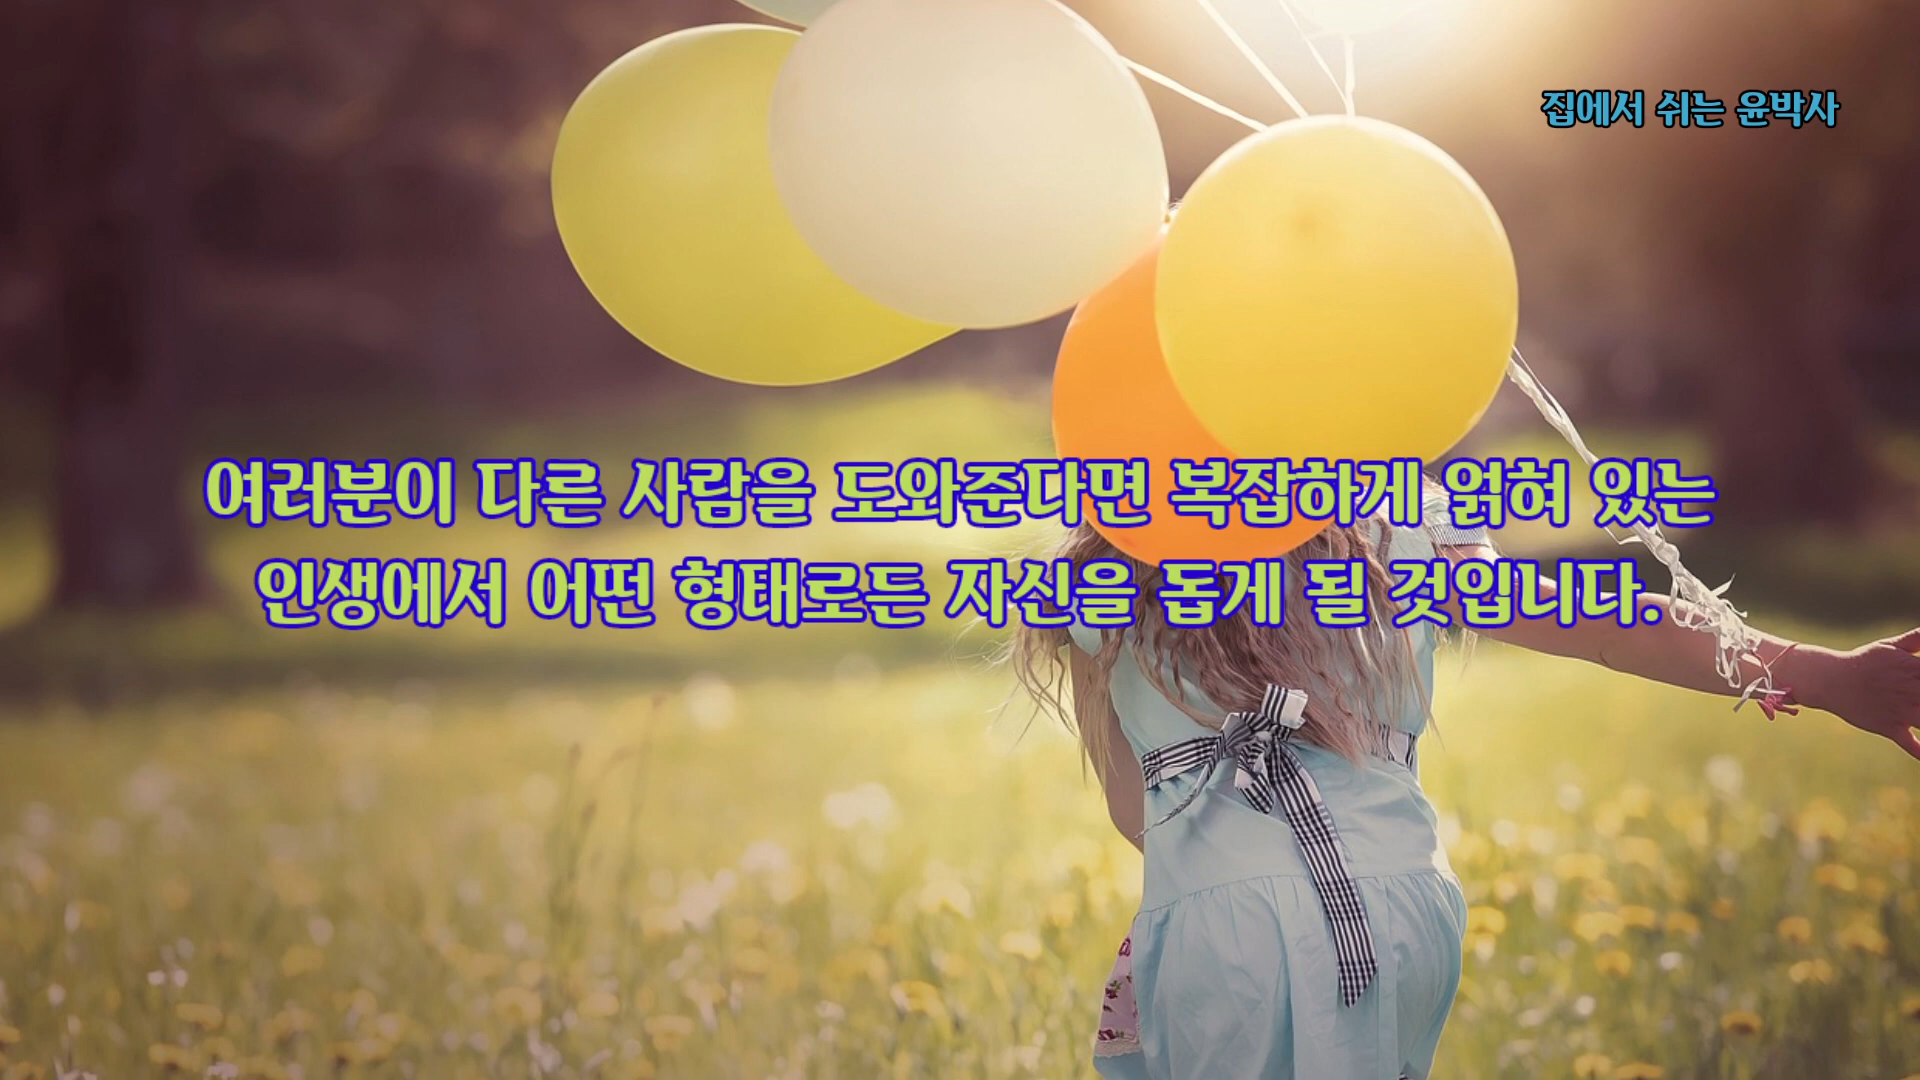 집에서 쉬는 윤박사
여러분이 다른 사람을 도와준다면 복잡하게 얽혀 있는
인생에서 어떤 형태로든 자신을 돕게 될 것입니다.